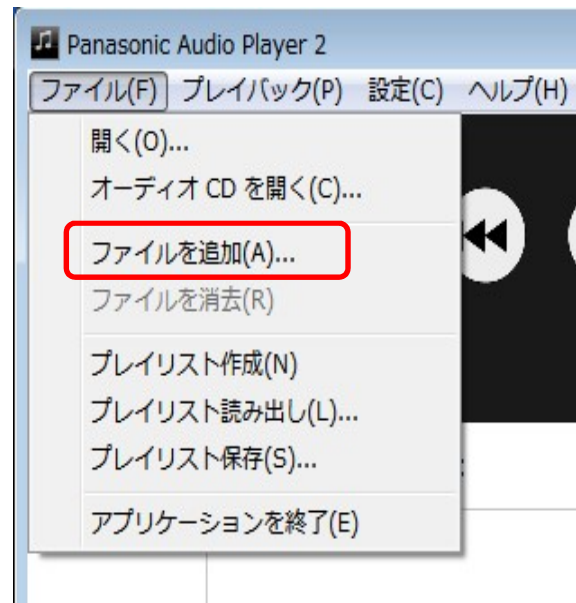 Panasonic Audio Player 2
ファイル(F) プレイバック(P) 設定(C) ヘルプ(H)
開く(O)...
オーディオ CD を開く(C)...
ファイルを追加(A)...
ファイルを消去(R)
プレイリスト作成(N)
プレイリスト読み出し(L)...
プレイリスト保存(S)...
アプリケーションを終了(E)